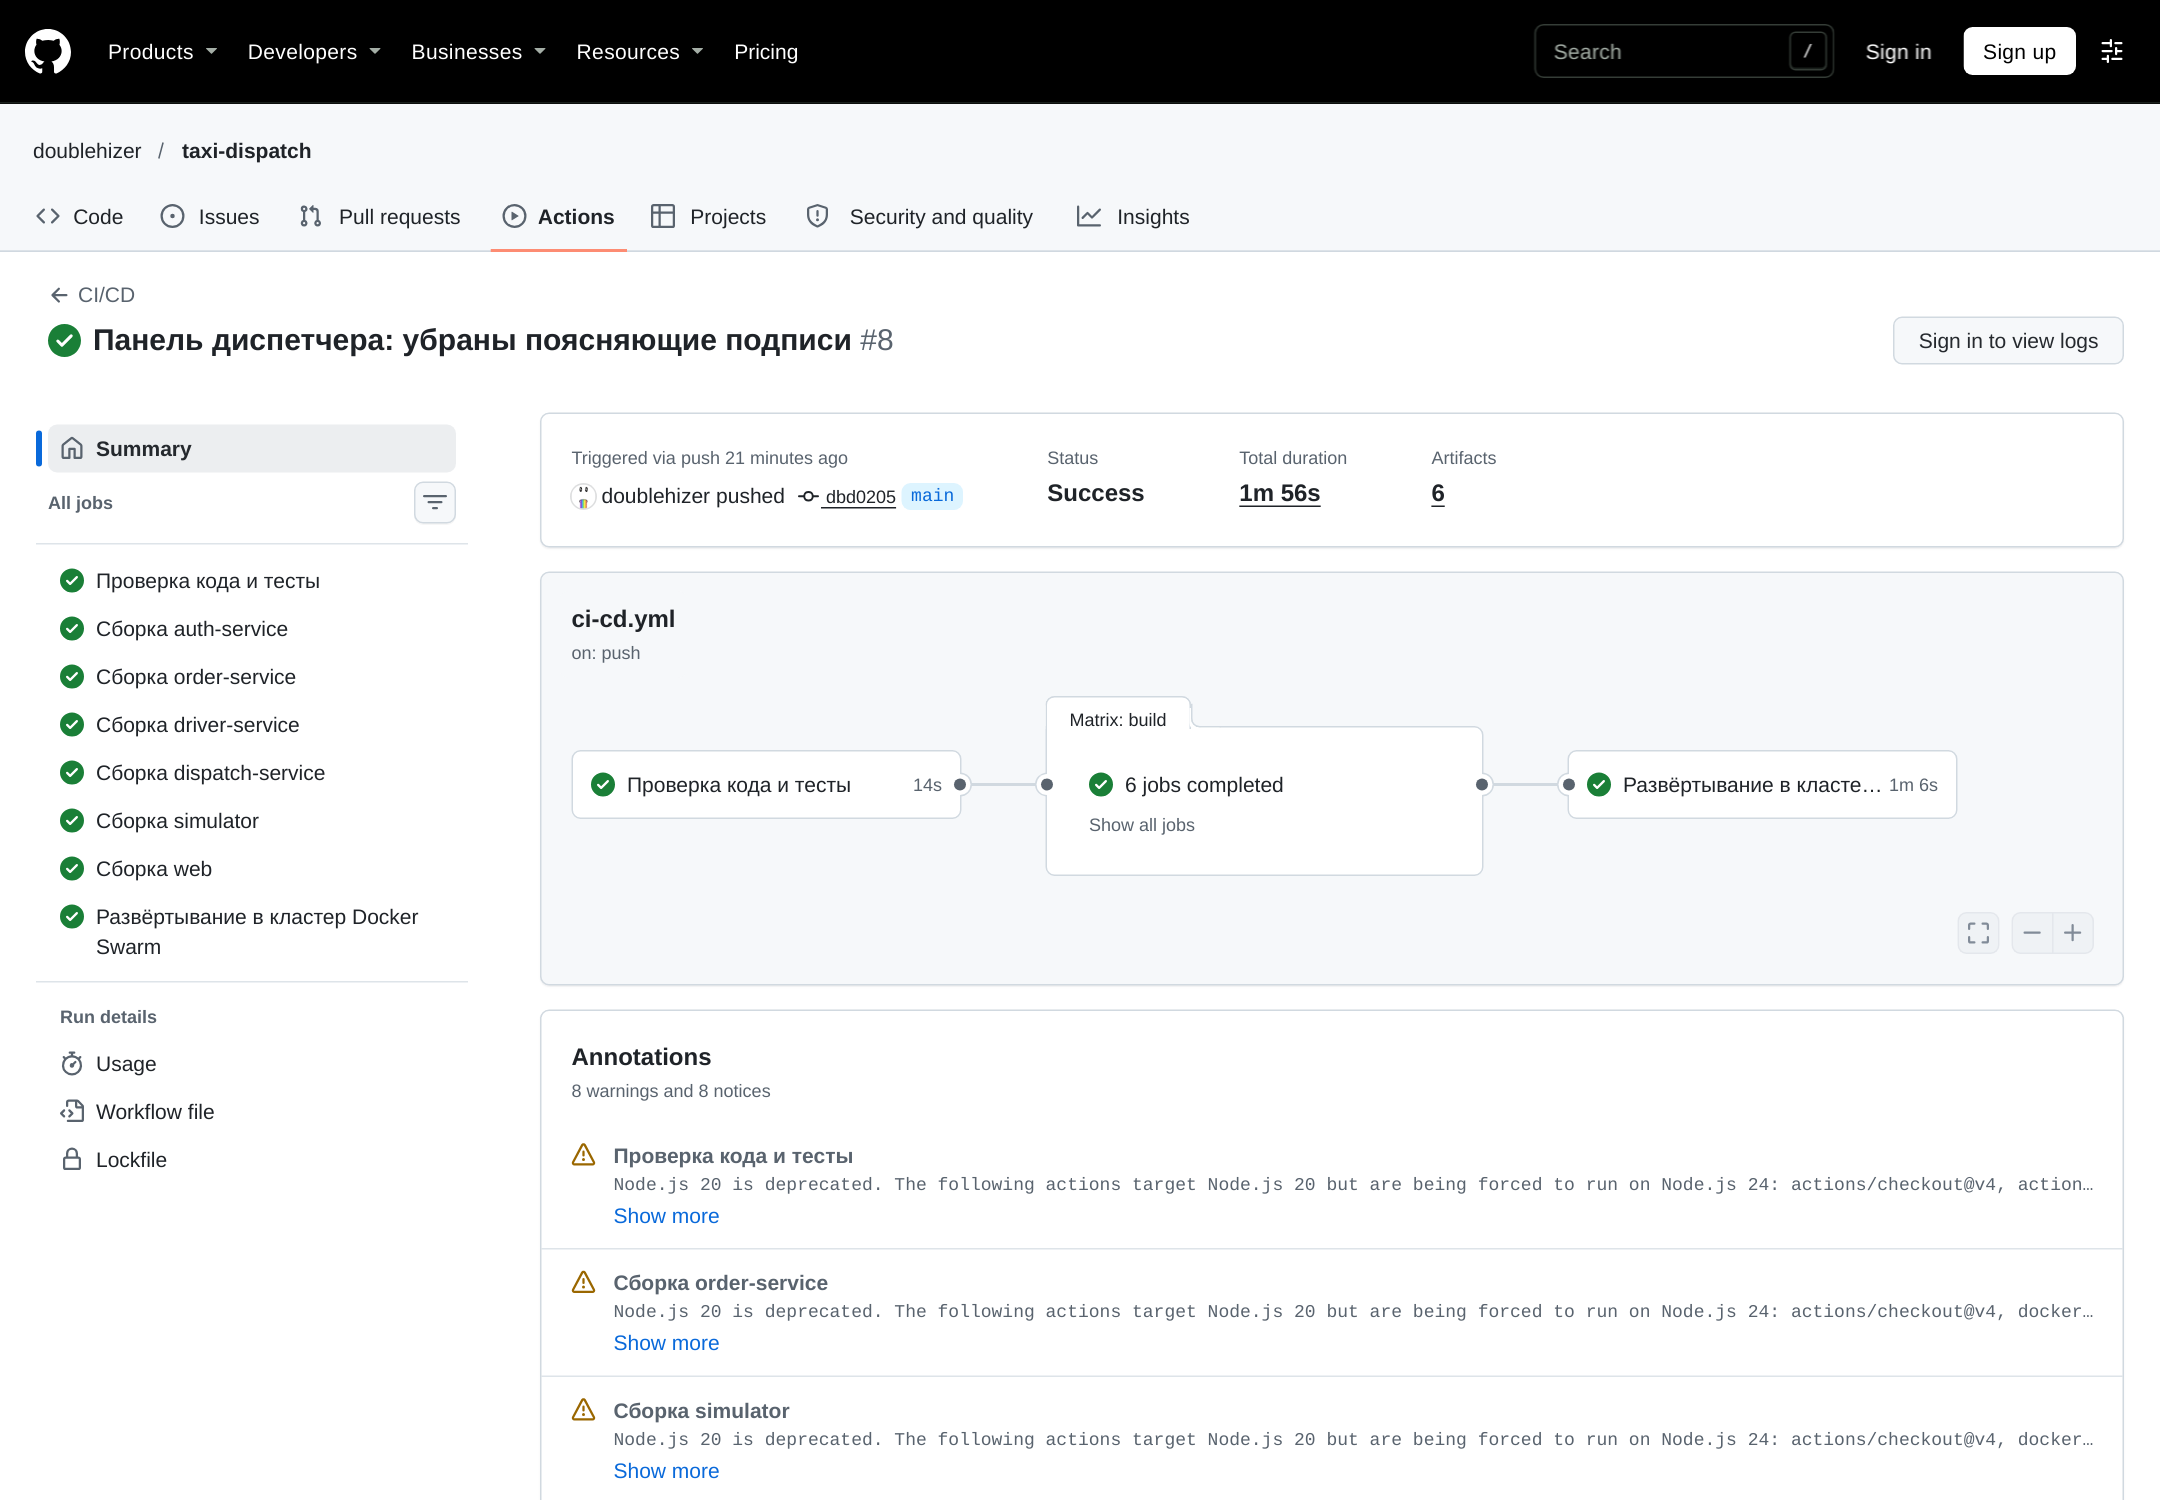 Products Developers Businesses Resources Pricing Search / Sign in Sign up
doublehizer / taxi-dispatch
Code Issues Pull requests Actions Projects Security and quality Insights
CI/CD
Панель диспетчера: убраны поясняющие подписи #8
Sign in to view logs
Summary
All jobs
Проверка кода и тесты
Сборка auth-service
Сборка order-service
Сборка driver-service
Сборка dispatch-service
Сборка simulator
Сборка web
Развёртывание в кластер Docker
Swarm
Run details
Usage
Workflow file
Lockfile
Triggered via push 21 minutes ago
doublehizer pushed dbd0205 main
Status
Success
Total duration
1m 56s
Artifacts
6
ci-cd.yml
on: push
Проверка кода и тесты 14s
Matrix: build
6 jobs completed
Show all jobs
Развёртывание в класте… 1m 6s
Annotations
8 warnings and 8 notices
Проверка кода и тесты
Node.js 20 is deprecated. The following actions target Node.js 20 but are being forced to run on Node.js 24: actions/checkout@v4, action…
Show more
Сборка order-service
Node.js 20 is deprecated. The following actions target Node.js 20 but are being forced to run on Node.js 24: actions/checkout@v4, docker…
Show more
Сборка simulator
Node.js 20 is deprecated. The following actions target Node.js 20 but are being forced to run on Node.js 24: actions/checkout@v4, docker…
Show more